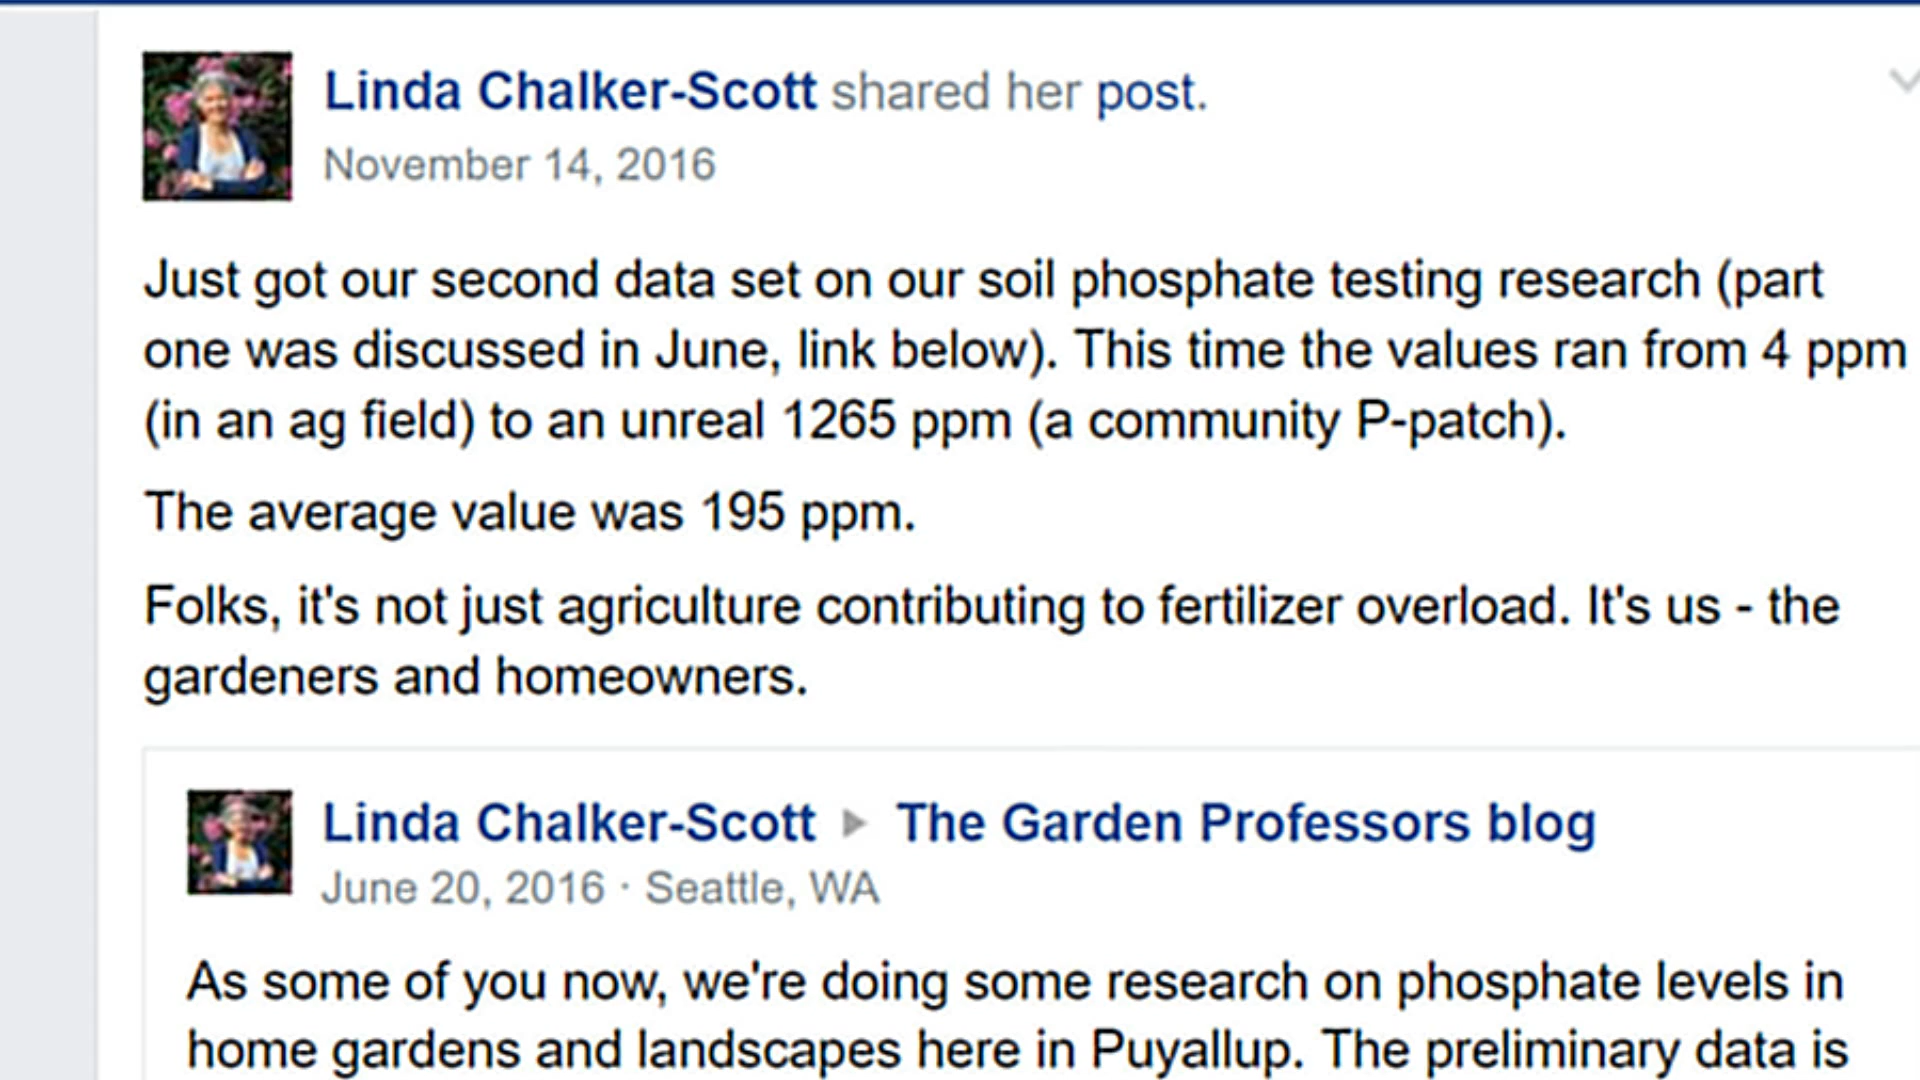 Linda Chalker-Scott shared her post.
November 14, 2016
Just got our second data set on our soil phosphate testing research (part
one was discussed in June, link below). This time the values ran from 4 ppm
(in an ag field) to an unreal 1265 ppm (a community P-patch).
The average value was 195 ppm.
Folks, it's not just agriculture contributing to fertilizer overload. It's us - the
gardeners and homeowners.
Linda Chalker-Scott ▸ The Garden Professors blog
June 20, 2016 · Seattle, WA
As some of you now, we're doing some research on phosphate levels in
home gardens and landscapes here in Puyallup. The preliminary data is